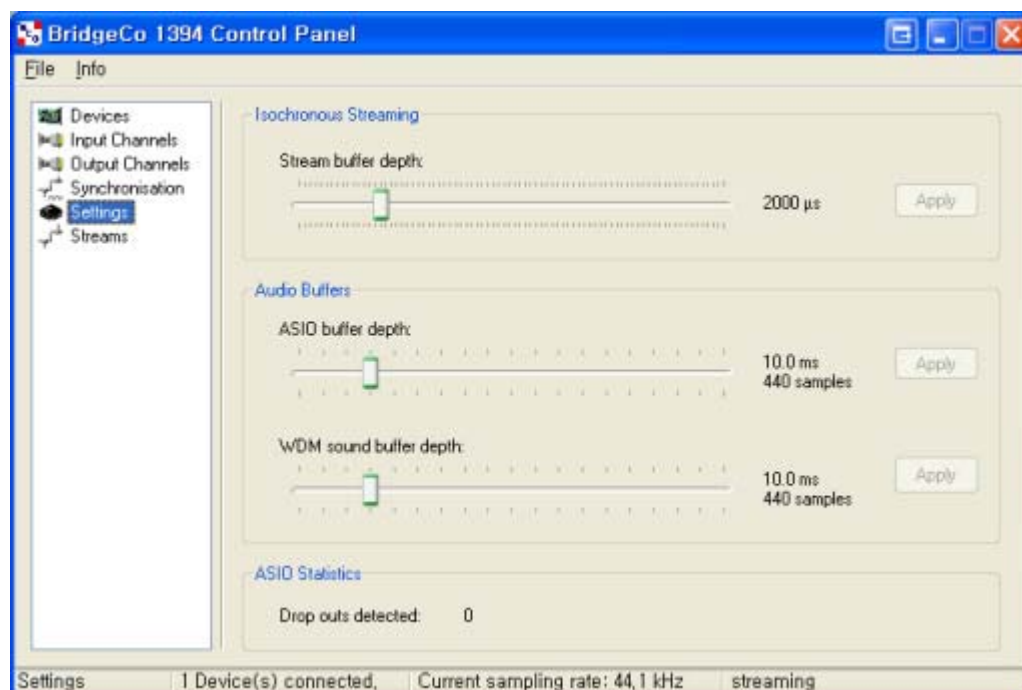 BridgeCo 1394 Control Panel
File Info
Devices
Input Channels
Output Channels
Synchronisation
Settings
Streams
Isochronous Streaming
Stream buffer depth:
2000 µs
Apply
Audio Buffers
ASIO buffer depth:
10.0 ms
440 samples
Apply
WDM sound buffer depth:
10.0 ms
440 samples
Apply
ASIO Statistics
Drop outs detected: 0
Settings 1 Device(s) connected, Current sampling rate: 44,1 kHz streaming